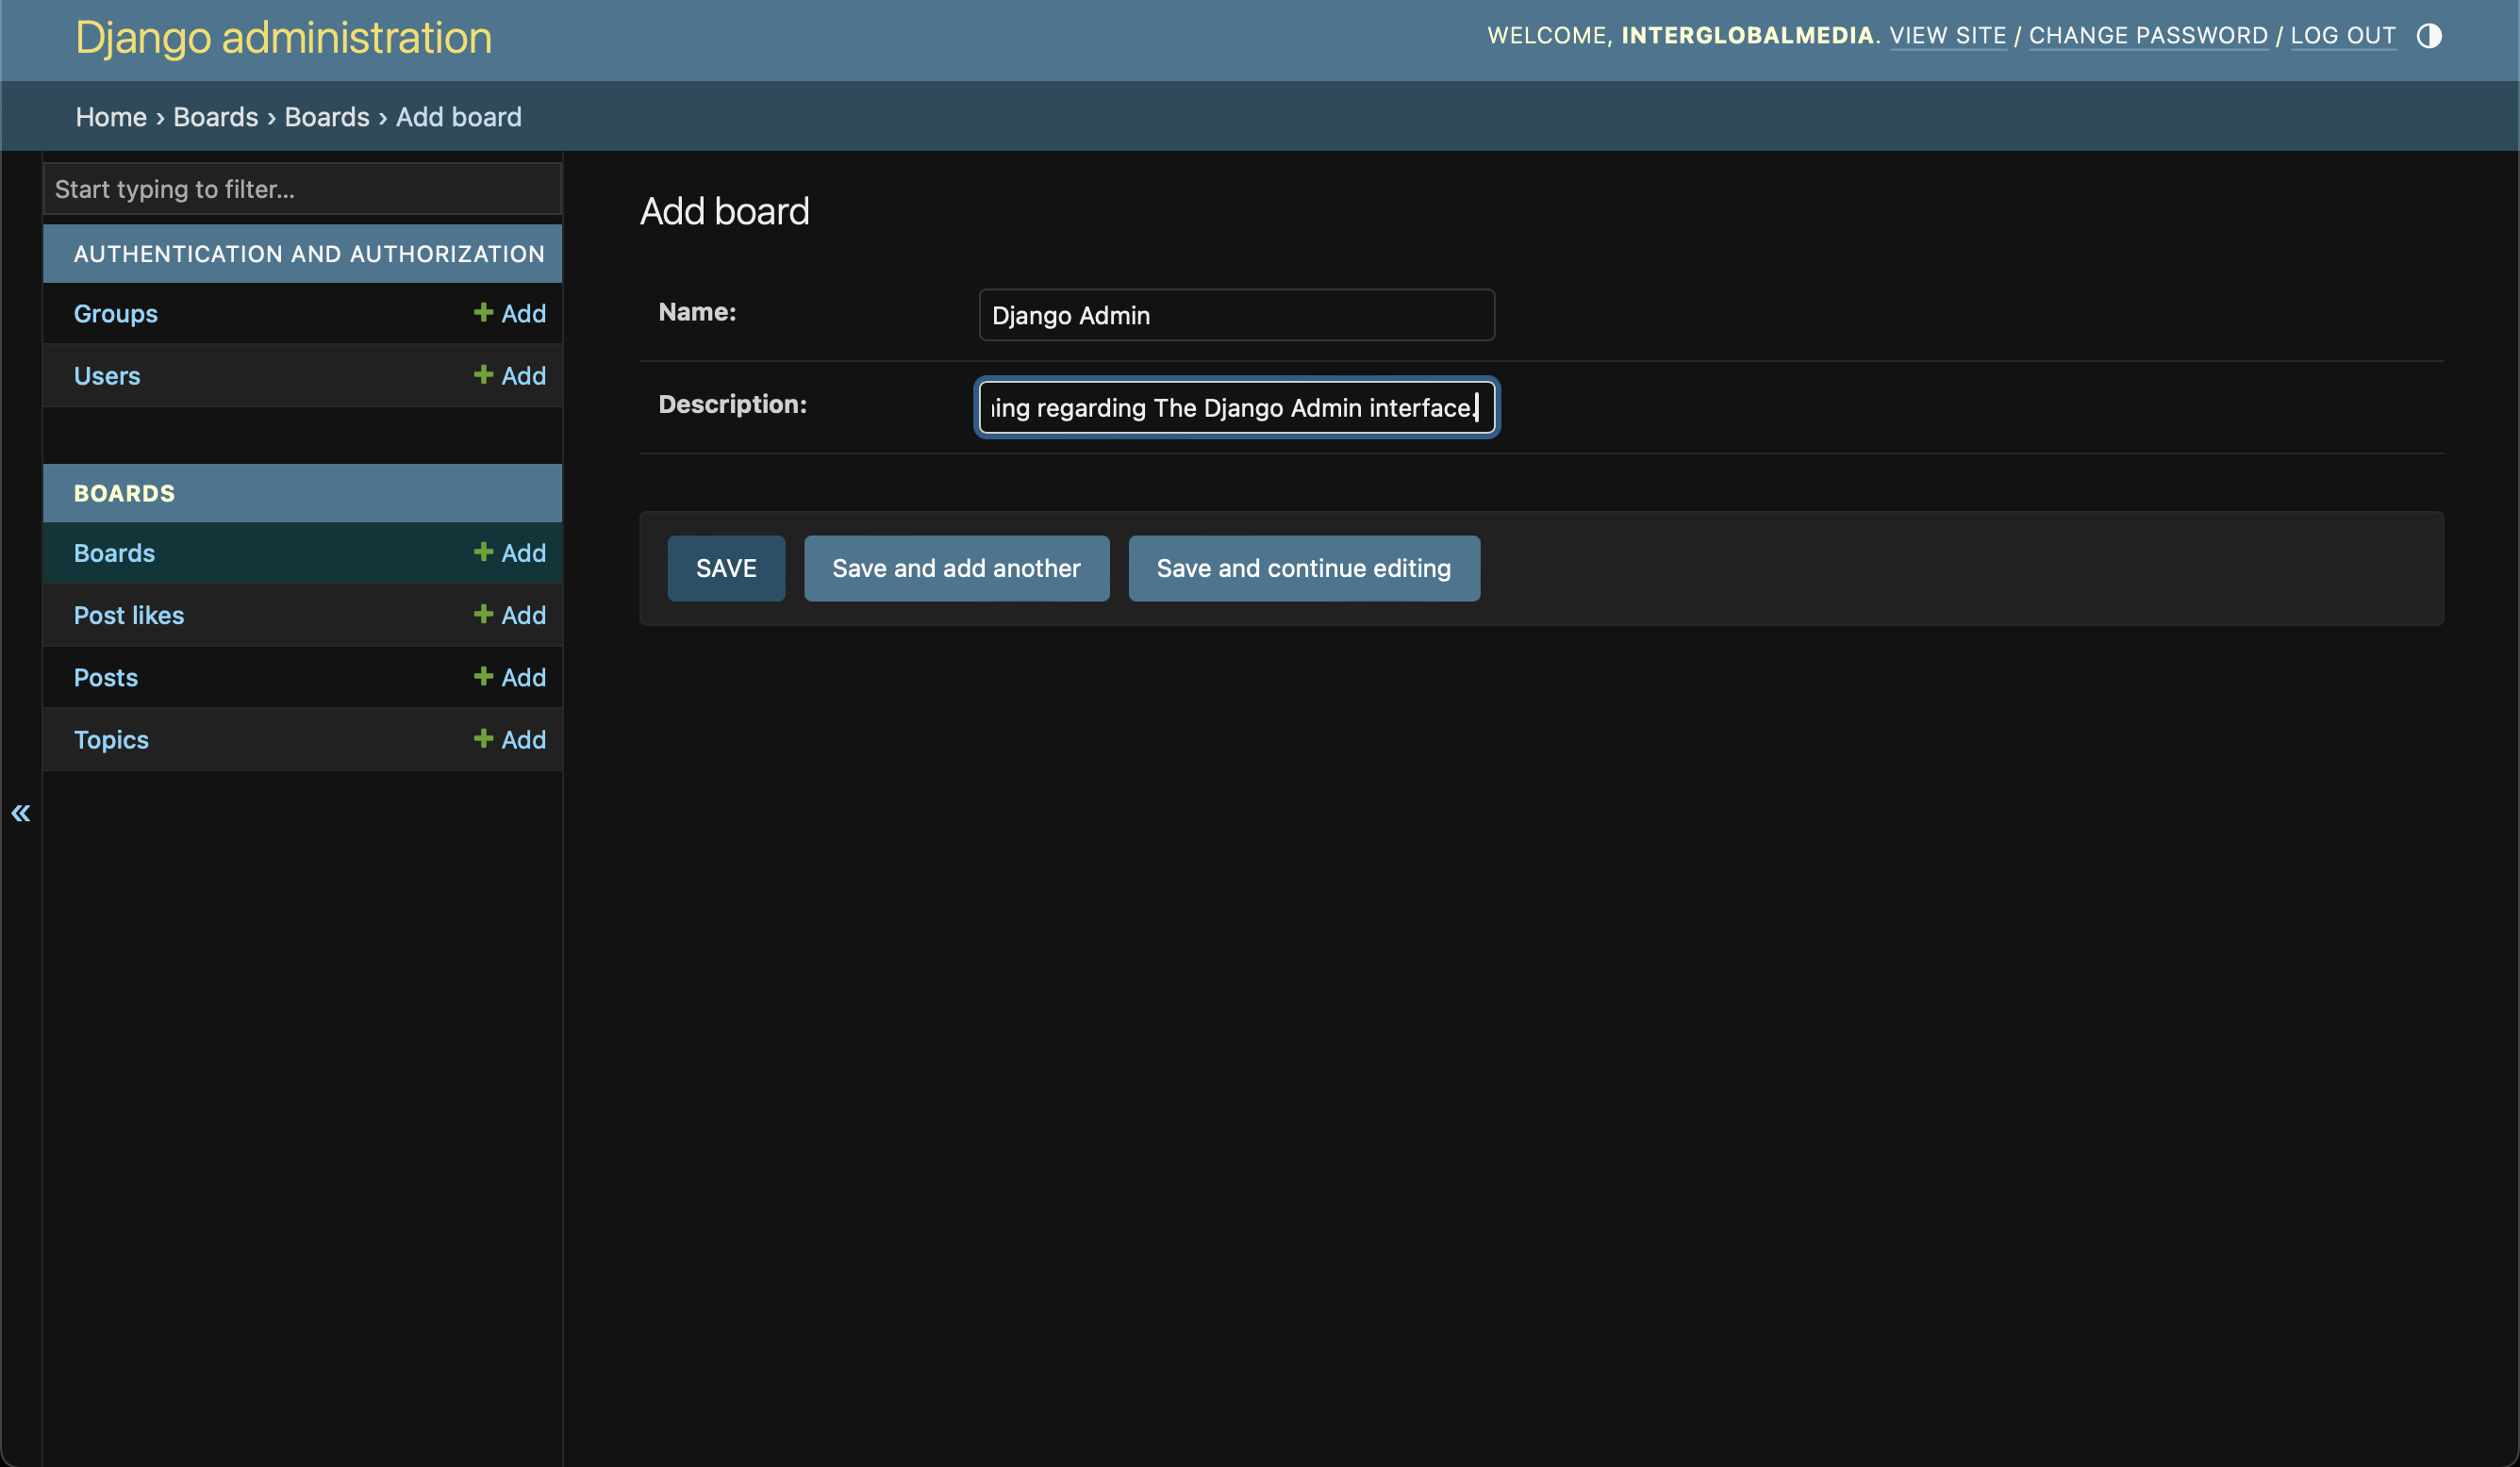 Django administration
WELCOME, INTERGLOBALMEDIA. VIEW SITE / CHANGE PASSWORD / LOG OUT
Home › Boards › Boards › Add board
Start typing to filter...
AUTHENTICATION AND AUTHORIZATION
Groups + Add
Users + Add
BOARDS
Boards + Add
Post likes + Add
Posts + Add
Topics + Add
«
Add board
Name: Django Admin
Description: regarding The Django Admin interface.
SAVE Save and add another Save and continue editing